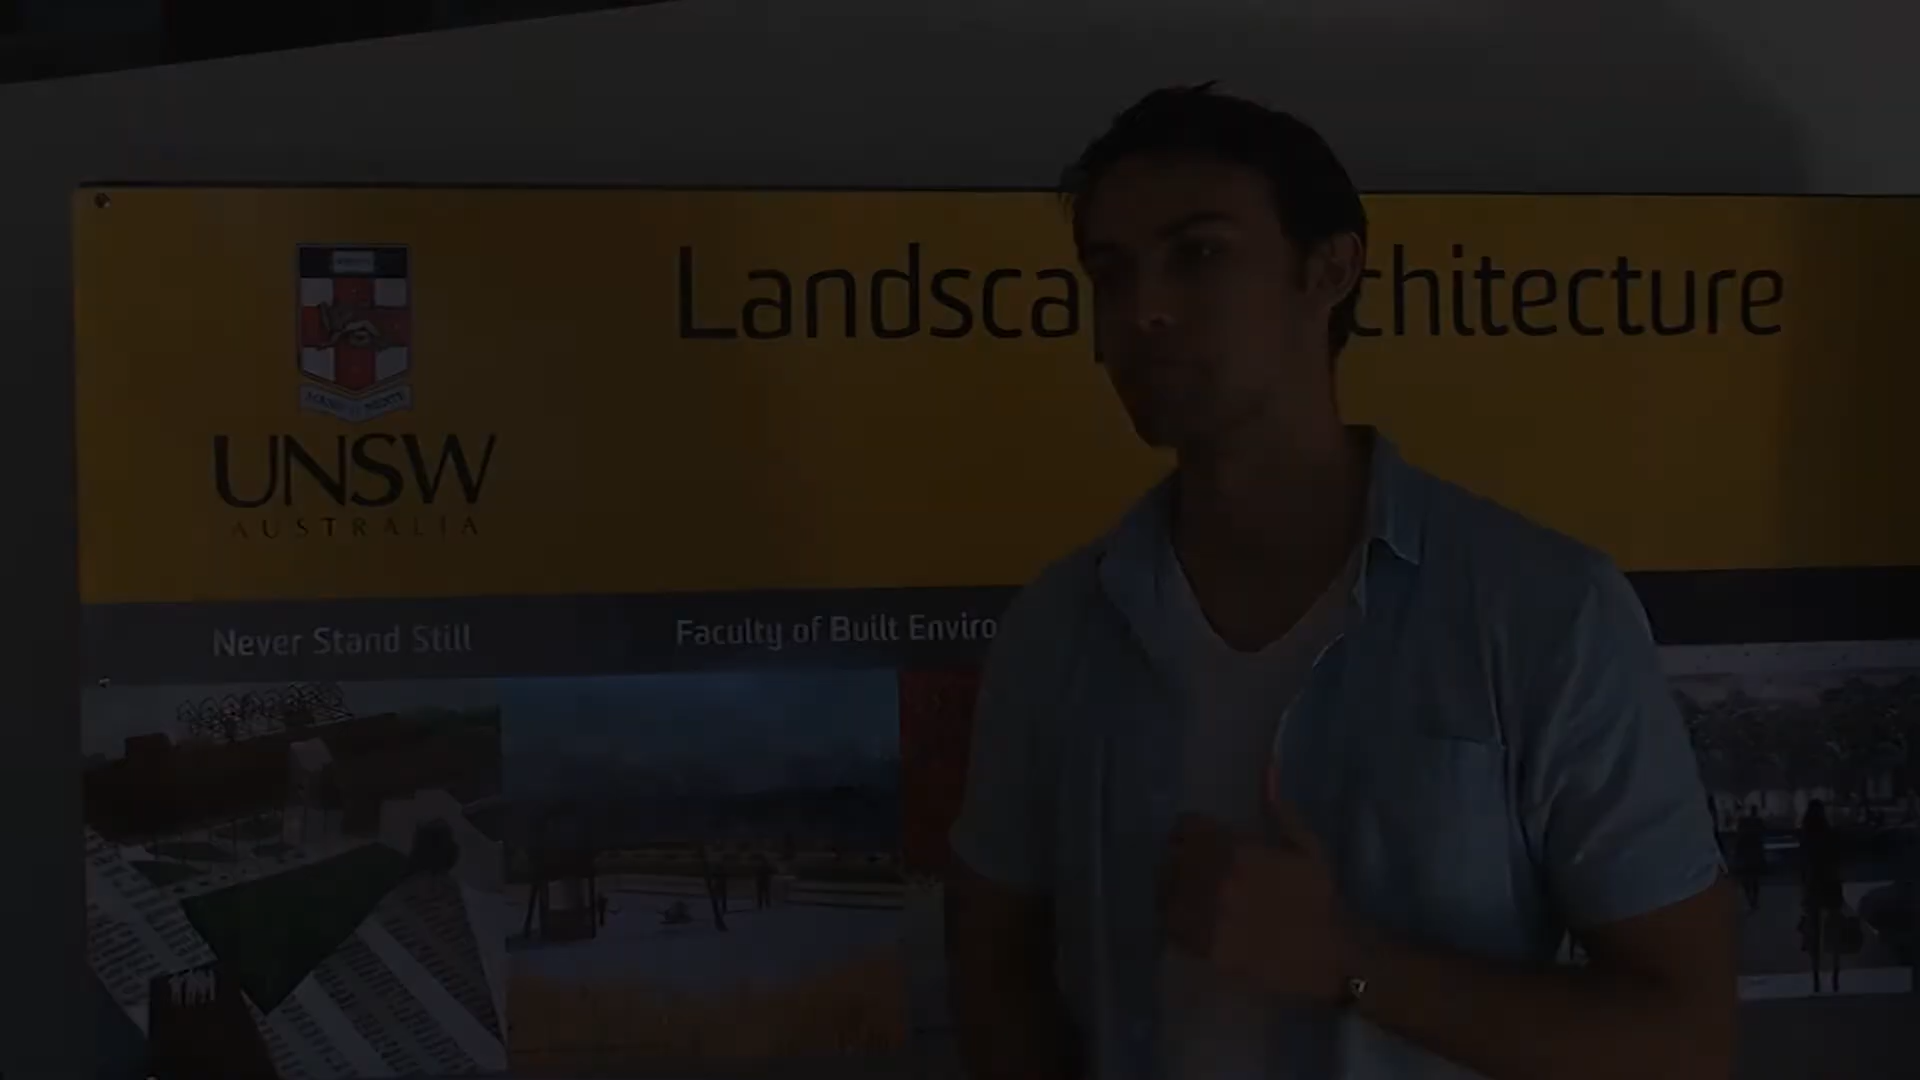 Landsca chitecture
UNSW
AUSTRALIA
Never Stand Still
Faculty of Built Enviro